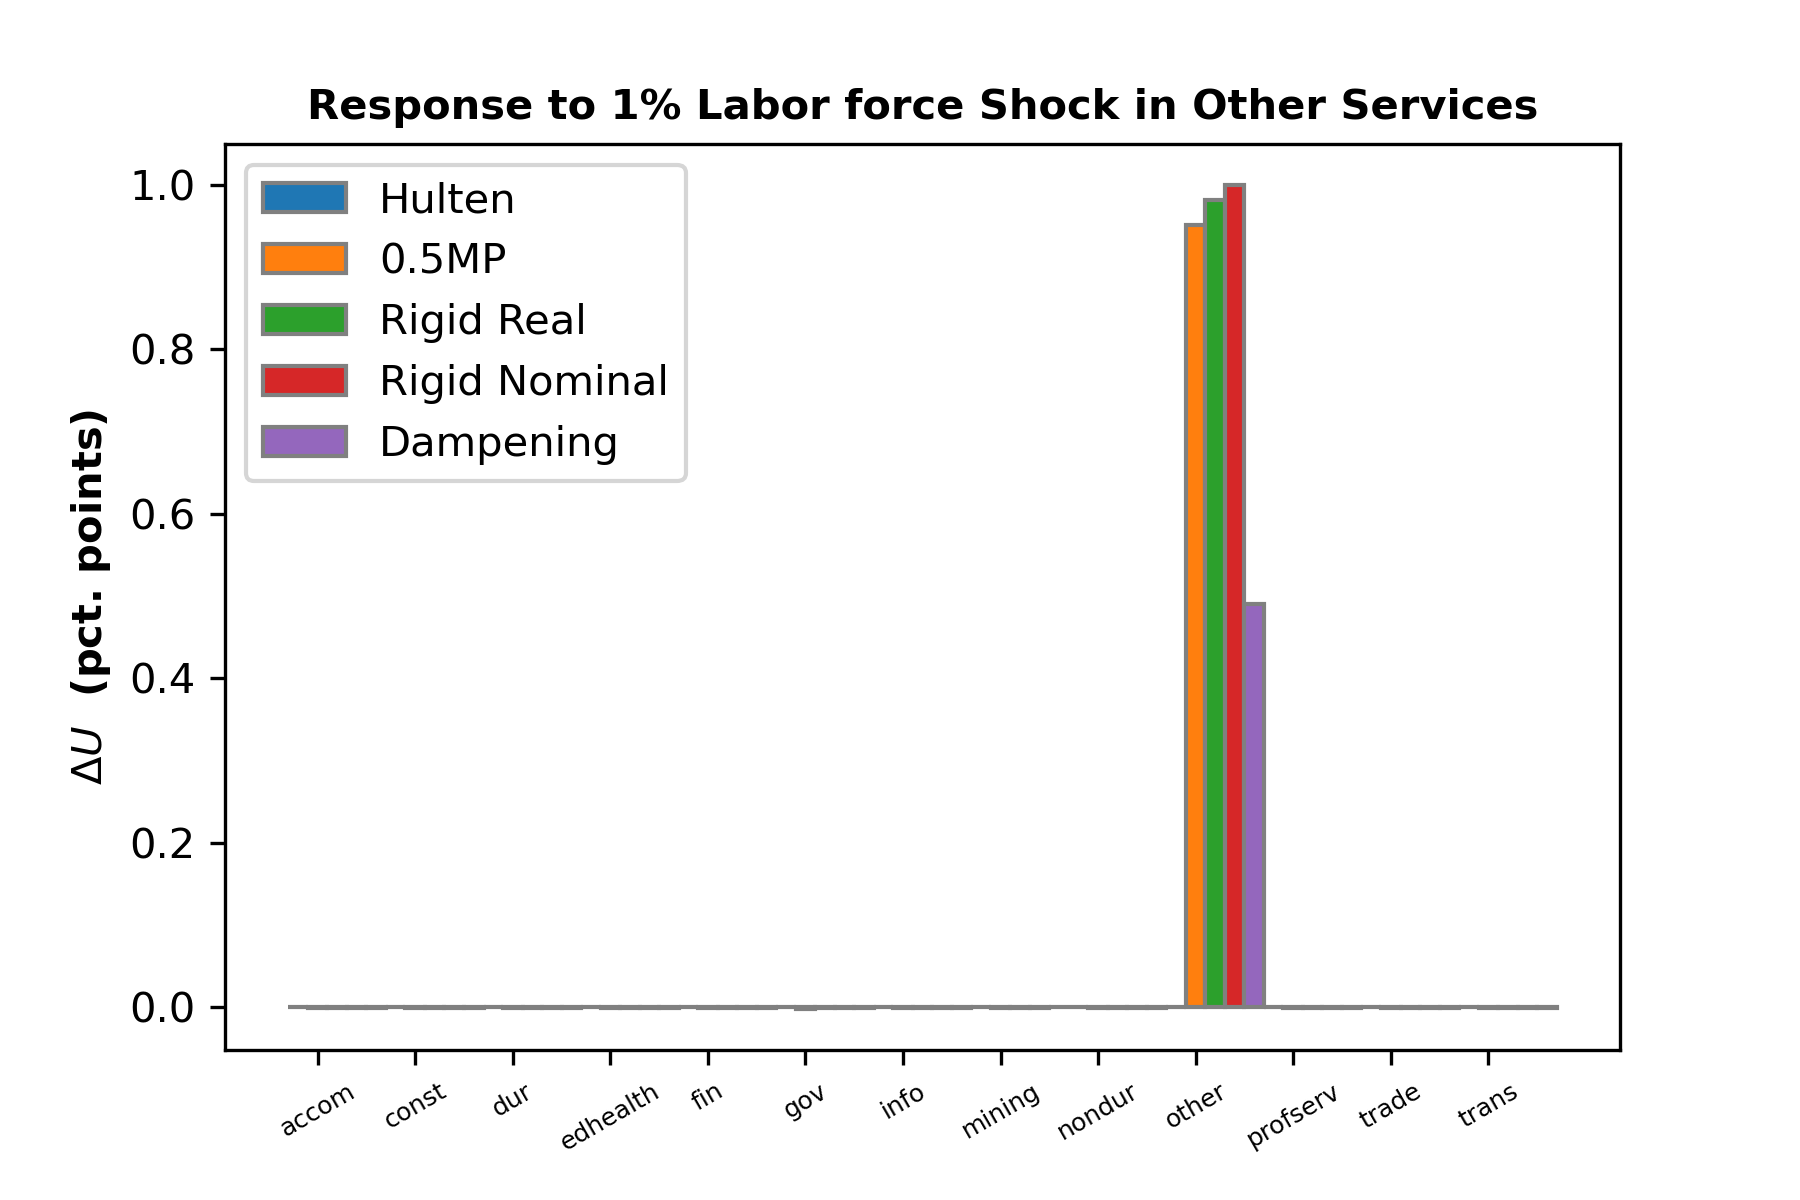 Response to 1% Labor force Shock in Other Services
Hulten
0.5MP
Rigid Real
Rigid Nominal
Dampening
ΔU (pct. points)
1.0
0.8
0.6
0.4
0.2
0.0
accom
const
dur
edhealth
fin
gov
info
mining
nondur
other
profserv
trade
trans